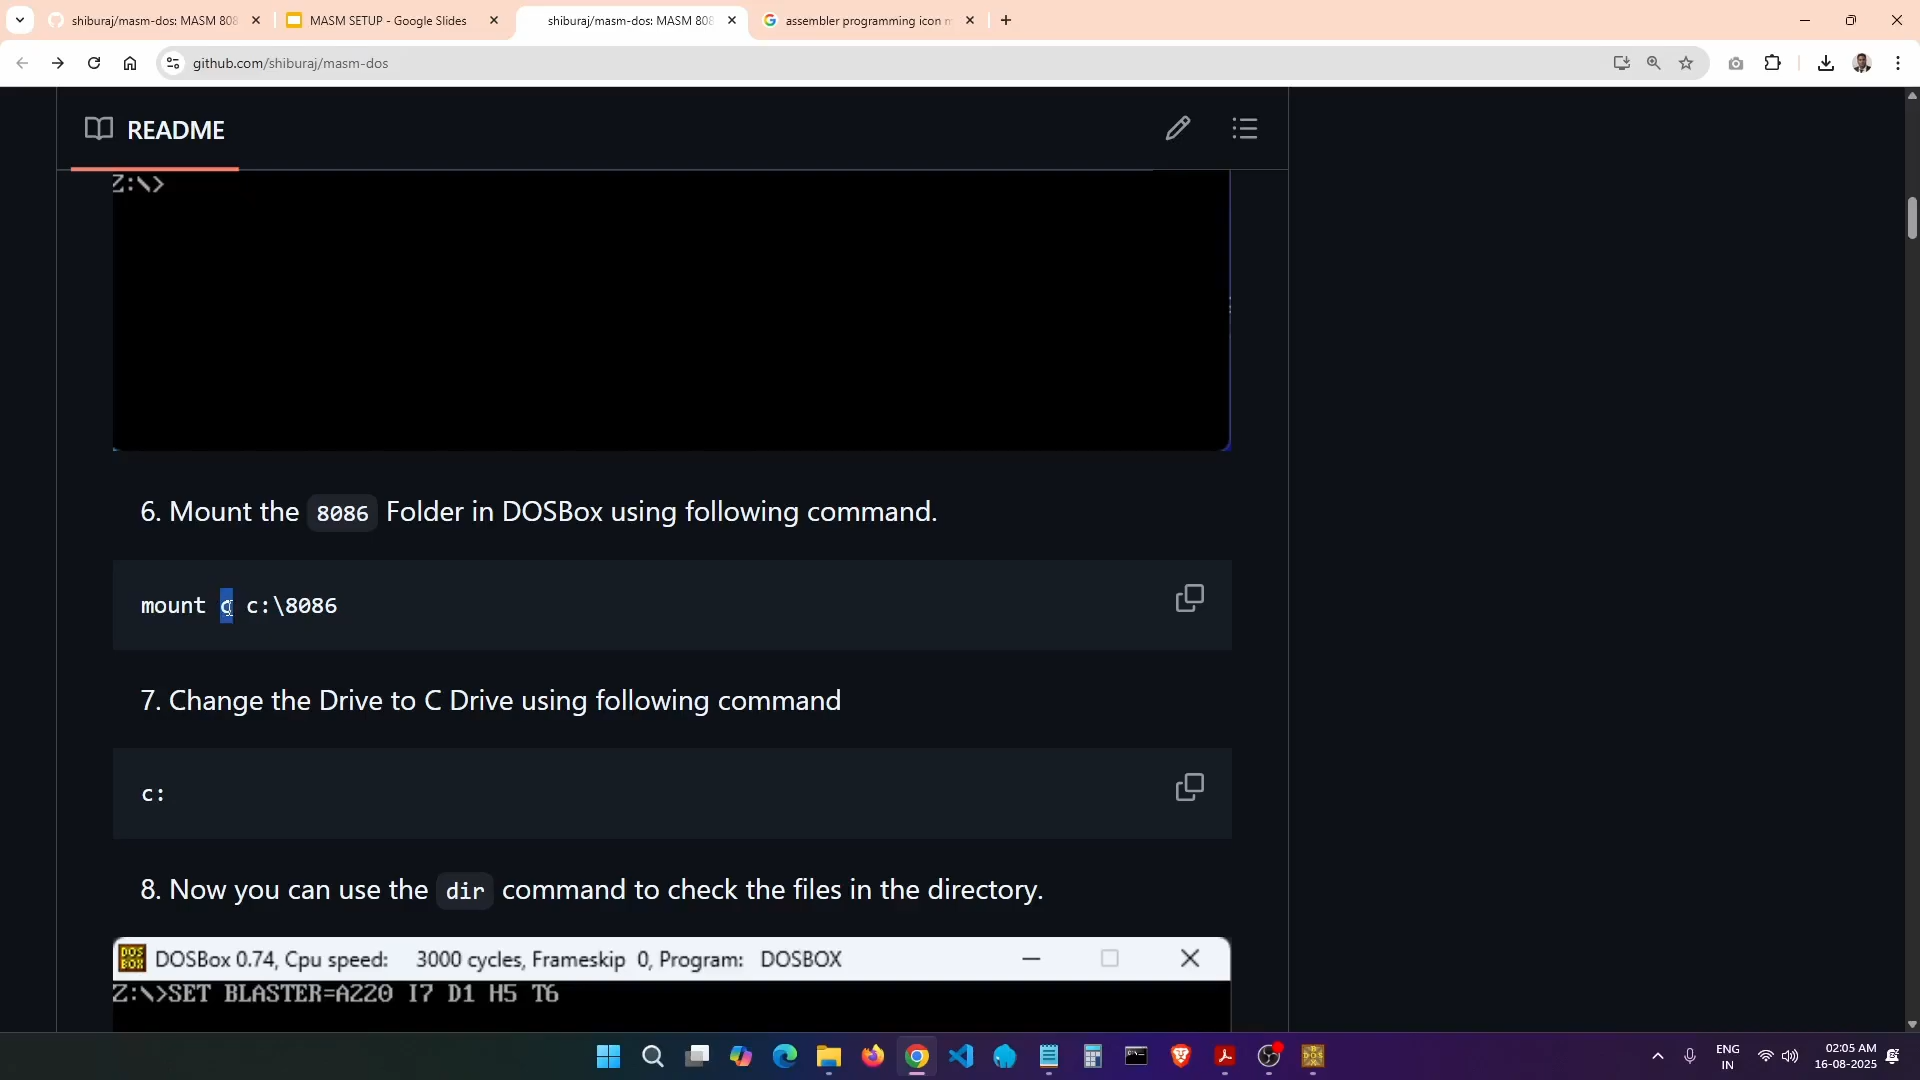 shiburaj/masm-dos: MASM 808
MASM SETUP - Google Slides
shiburaj/masm-dos: MASM 808
assembler programming icon m
github.com/shiburaj/masm-dos
README
Z:\>
6. Mount the 8086 Folder in DOSBox using following command.
mount c c:\8086
7. Change the Drive to C Drive using following command
c:
8. Now you can use the dir command to check the files in the directory.
DOSBox 0.74, Cpu speed: 3000 cycles, Frameskip 0, Program: DOSBOX
Z:\>SET BLASTER=A220 I7 D1 H5 T6
ENG
IN
02:05 AM
16-08-2025